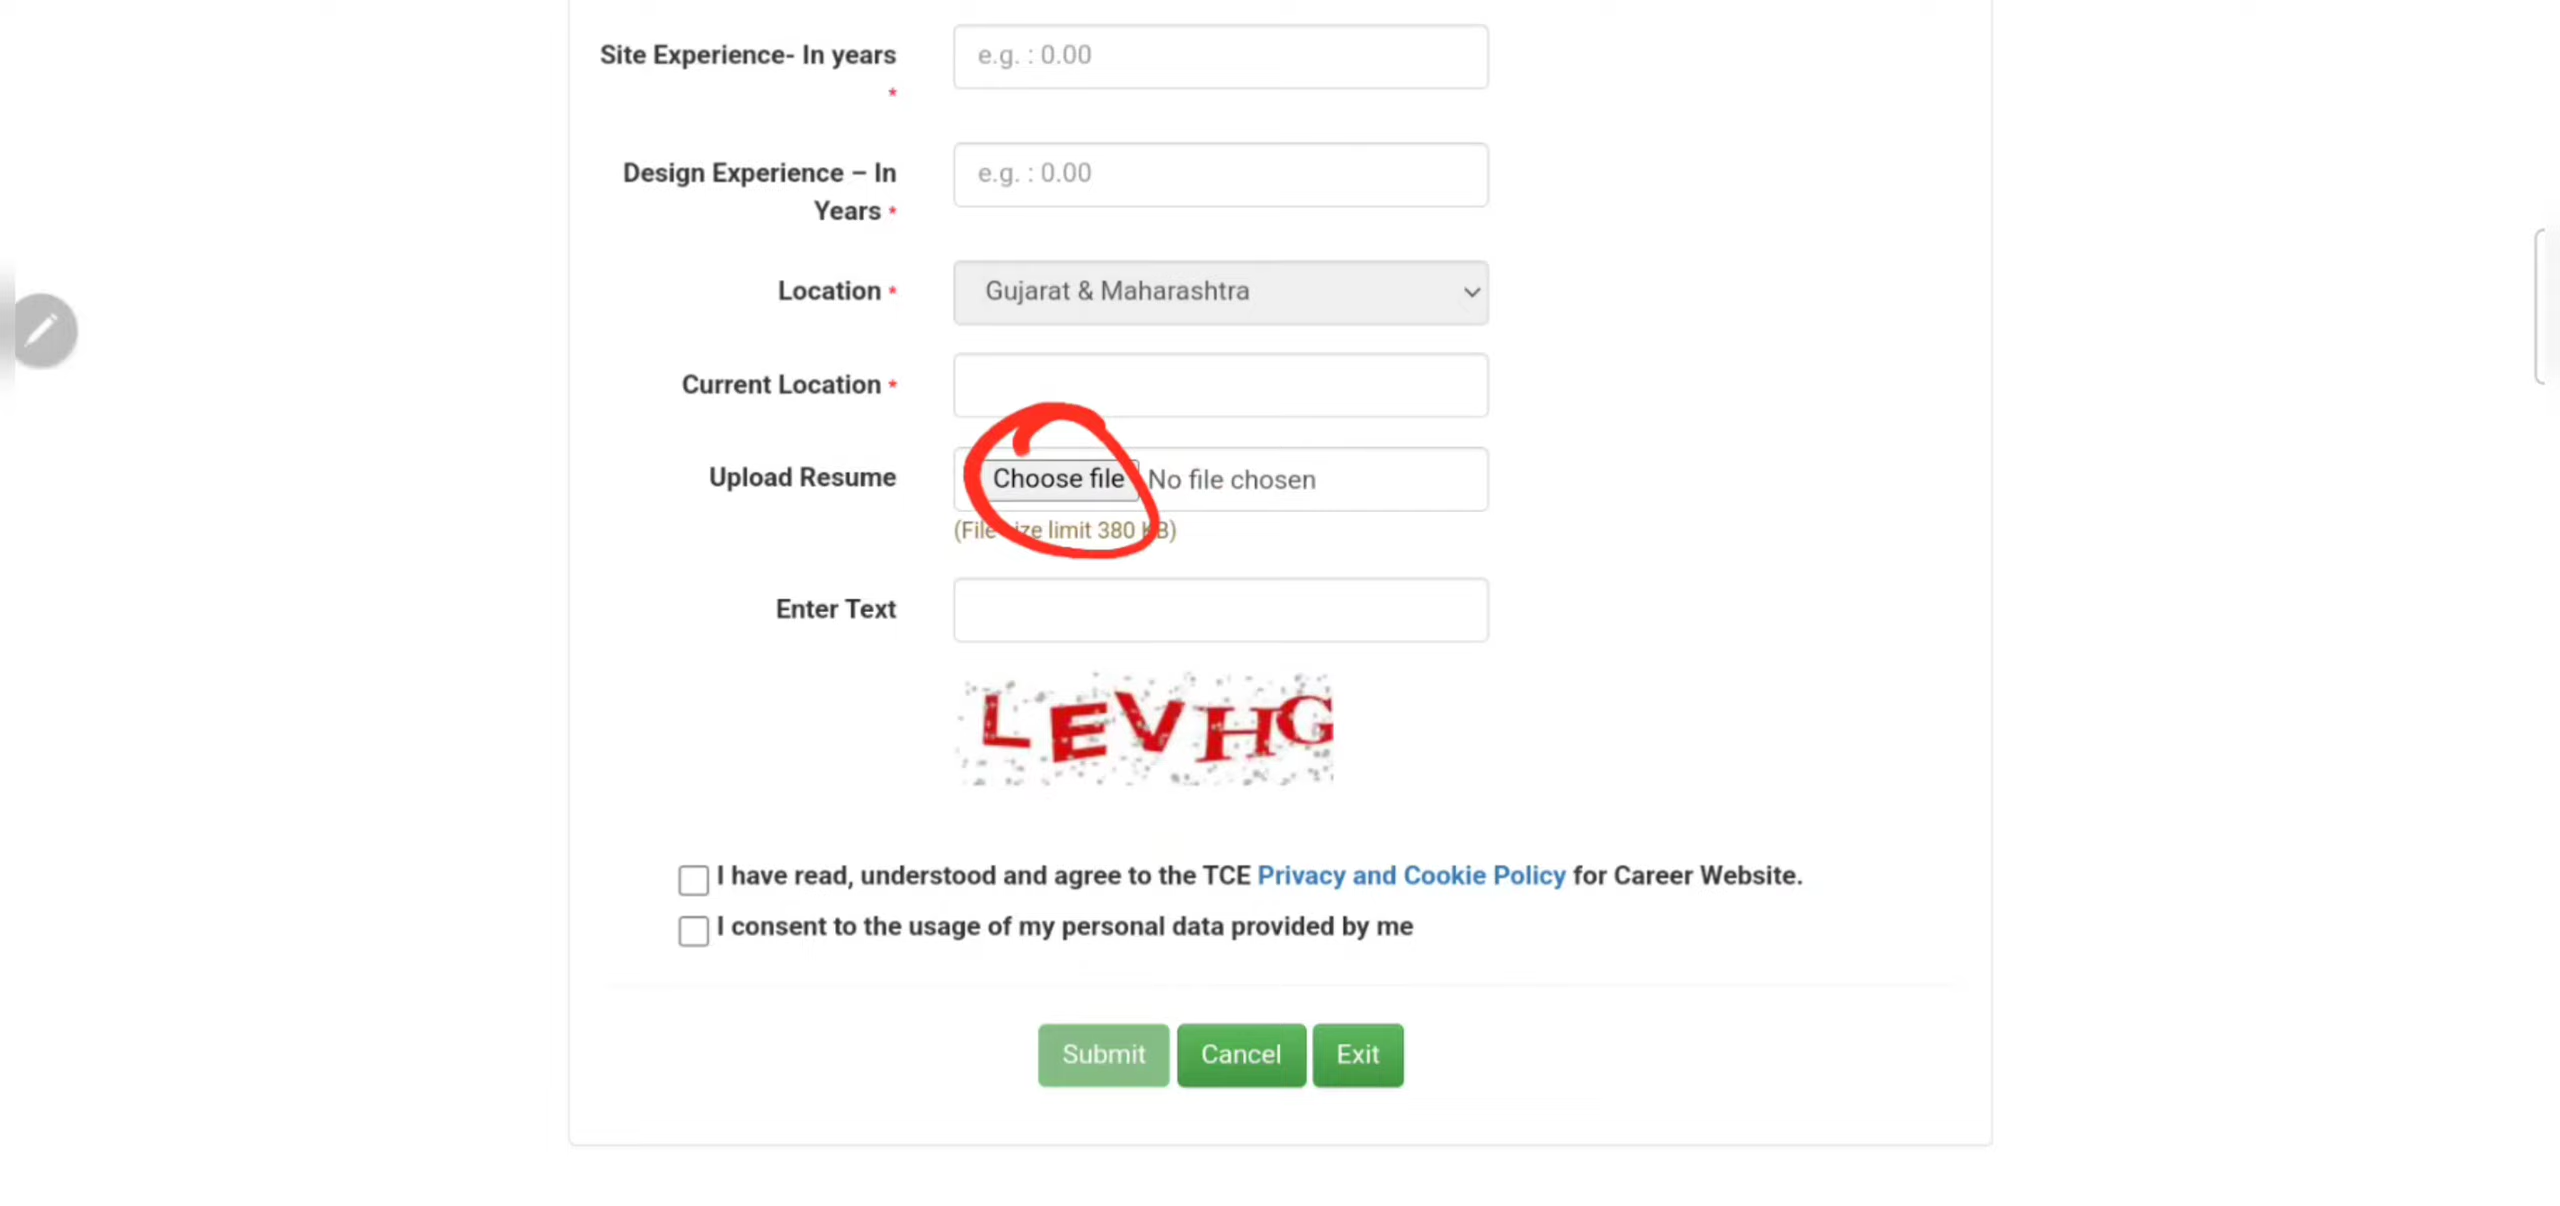 Site Experience- In years
*
e.g. : 0.00
Design Experience – In
Years *
e.g. : 0.00
Location *
Gujarat & Maharashtra
Current Location *
Upload Resume
Choose file No file chosen
(File size limit 380 KB)
Enter Text
LEVHG
I have read, understood and agree to the TCE Privacy and Cookie Policy for Career Website.
I consent to the usage of my personal data provided by me
Submit
Cancel
Exit